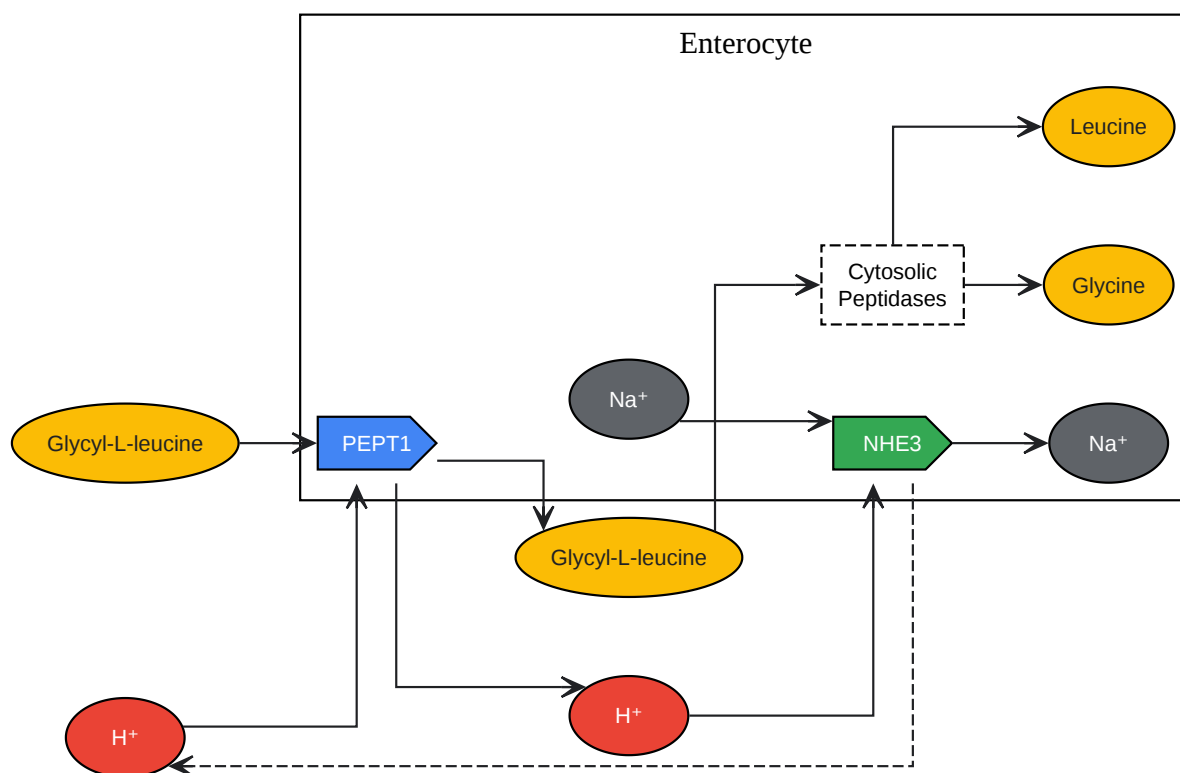 Enterocyte
Leucine
Cytosolic
Peptidases
Glycine
Na⁺
Glycyl-L-leucine
PEPT1
NHE3
Na⁺
Glycyl-L-leucine
H⁺
H⁺